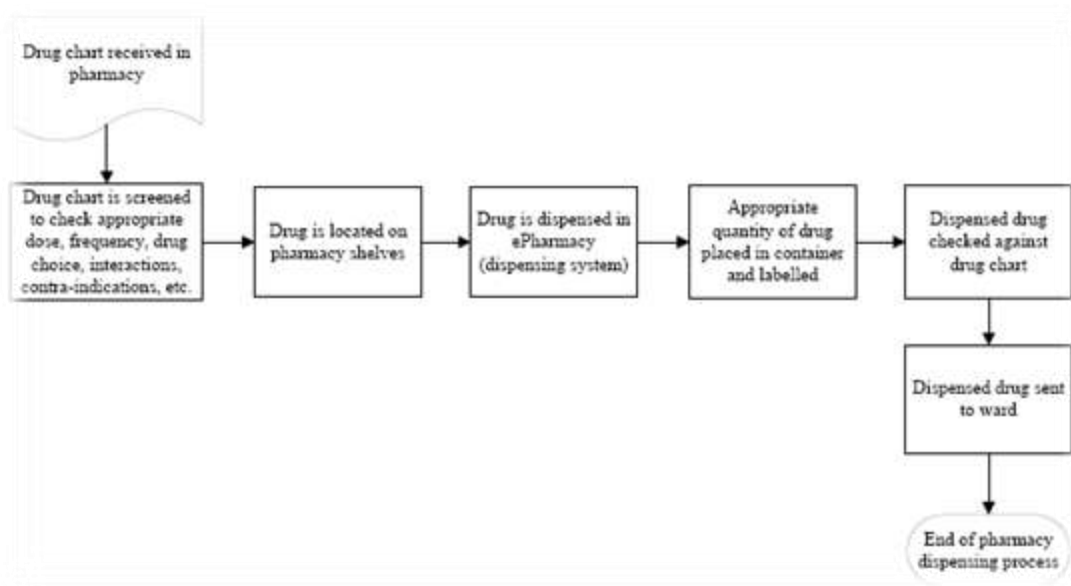 Drug chart received in
pharmacy
Drug chart is screened
to check appropriate
dose, frequency, drug
choice, interactions,
contra-indications, etc.
Drug is located on
pharmacy shelves
Drug is dispensed in
ePharmacy
(dispensing system)
Appropriate
quantity of drug
placed in container
and labelled
Dispensed drug
checked against
drug chart
Dispensed drug sent
to ward
End of pharmacy
dispensing process